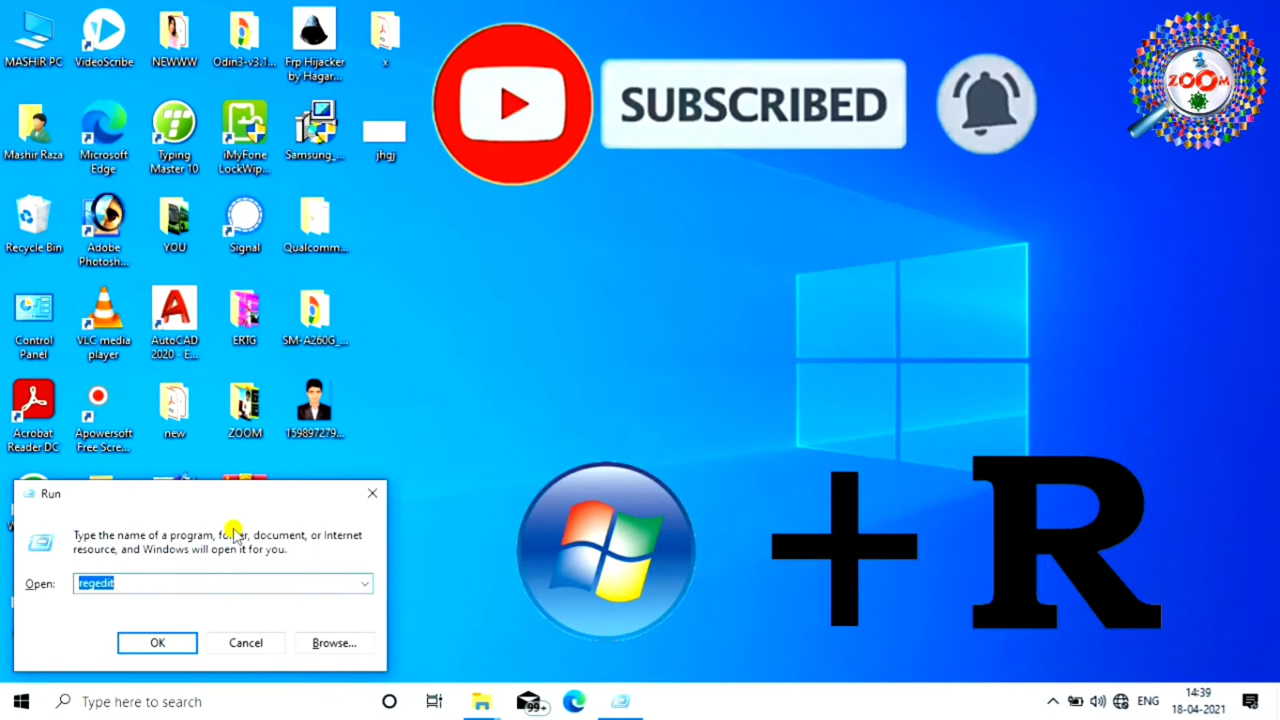 MASHIR PC
VideoScribe
NEWWW
Odin3-v3.1...
Frp Hijacker
by Hagar...
x
SUBSCRIBED
ZOOM
Mashir Raza
Microsoft
Edge
Typing
Master 10
iMyFone
LockWip...
Samsung_...
jhgj
Recycle Bin
Adobe
Photosh...
YOU
Signal
Qualcomm...
Control
Panel
VLC media
player
AutoCAD
2020 - E...
ERTG
SM-A260G_...
Acrobat
Reader DC
Apowersoft
Free Scre...
new
ZOOM
159897279...
Run
Type the name of a program, folder, document, or Internet
resource, and Windows will open it for you.
Open:
regedit
OK
Cancel
Browse...
+R
Type here to search
99+
ENG
14:39
18-04-2021